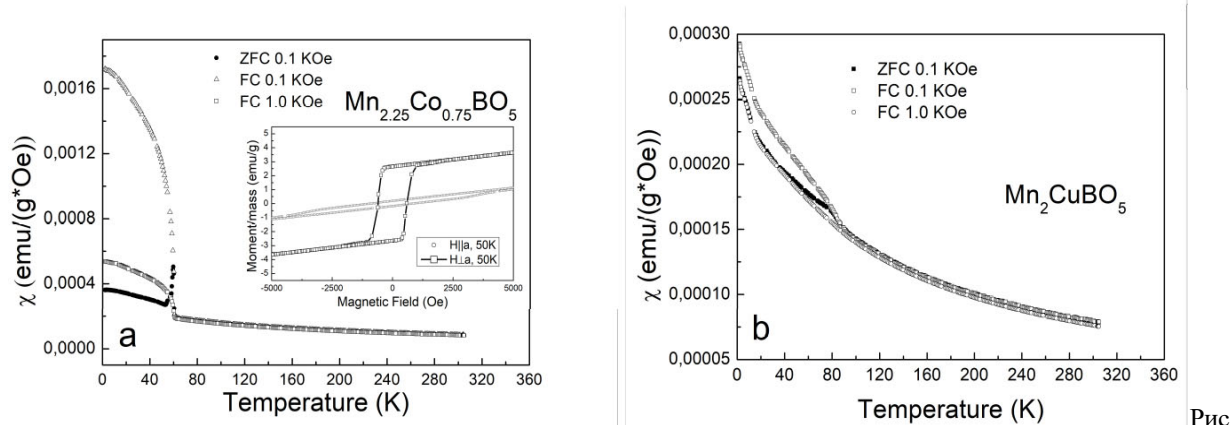 ZFC 0.1 KOe
FC 0.1 KOe
FC 1.0 KOe
Mn2.25Co0.75BO5
χ (emu/(g*Oe))
0,0016
0,0012
0,0008
0,0004
0,0000
0 40 80 120 160 200 240 280 320 360
Temperature (K)
a
Moment/mass (emu/g)
5
4
3
2
1
0
-1
-2
-3
-4
-5
-5000 -2500 0 2500 5000
Magnetic Field (Oe)
H||a, 50K
H⊥a, 50K
ZFC 0.1 KOe
FC 0.1 KOe
FC 1.0 KOe
Mn2CuBO5
χ (emu/(g*Oe))
0,00030
0,00025
0,00020
0,00015
0,00010
0,00005
0 40 80 120 160 200 240 280 320 360
Temperature (K)
b
Рис